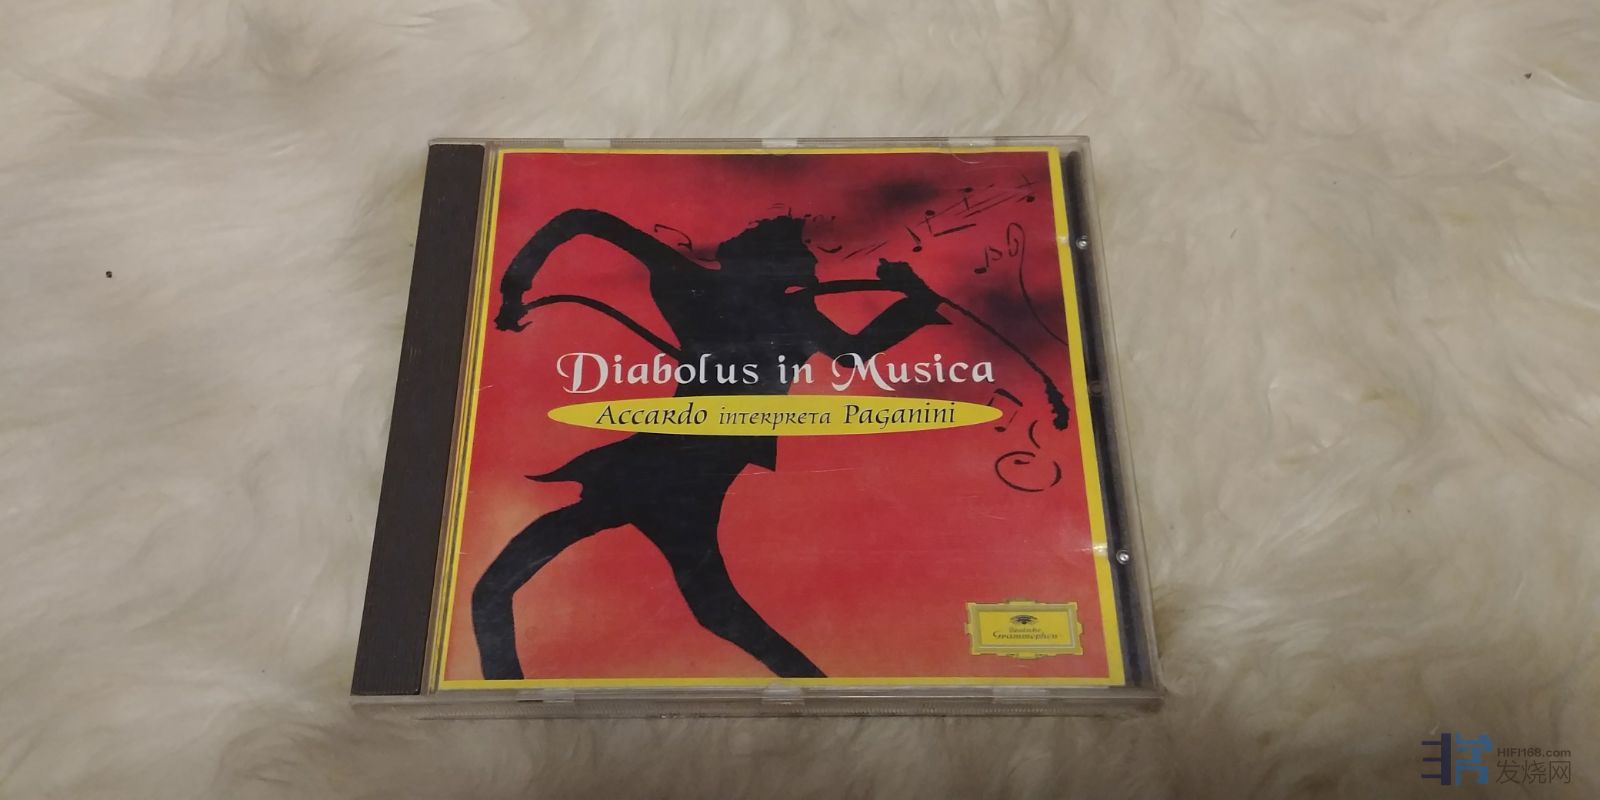 Diabolus in Musica
Accardo interpreta Paganini
Deutsche
Grammophon
HIFI168.com
发烧网